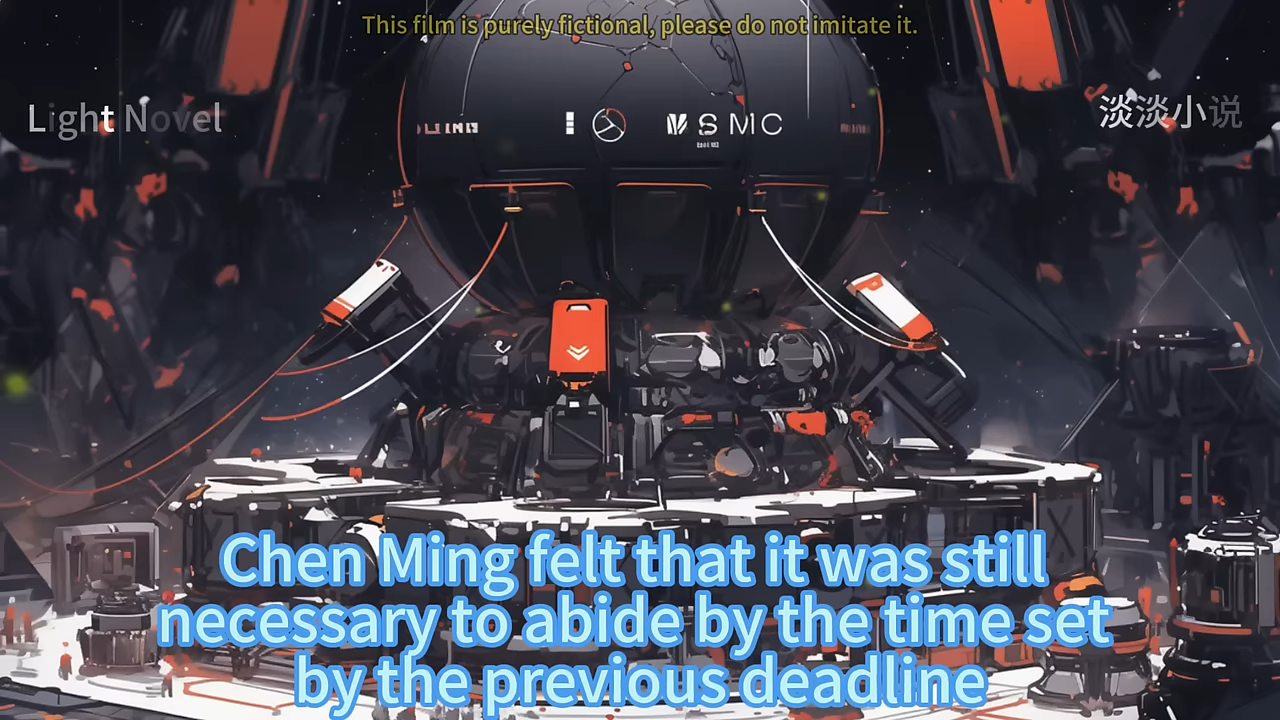 This film is purely fictional, please do not imitate it.
Light Novel
淡淡小说
SMC
Chen Ming felt that it was still
necessary to abide by the time set
by the previous deadline